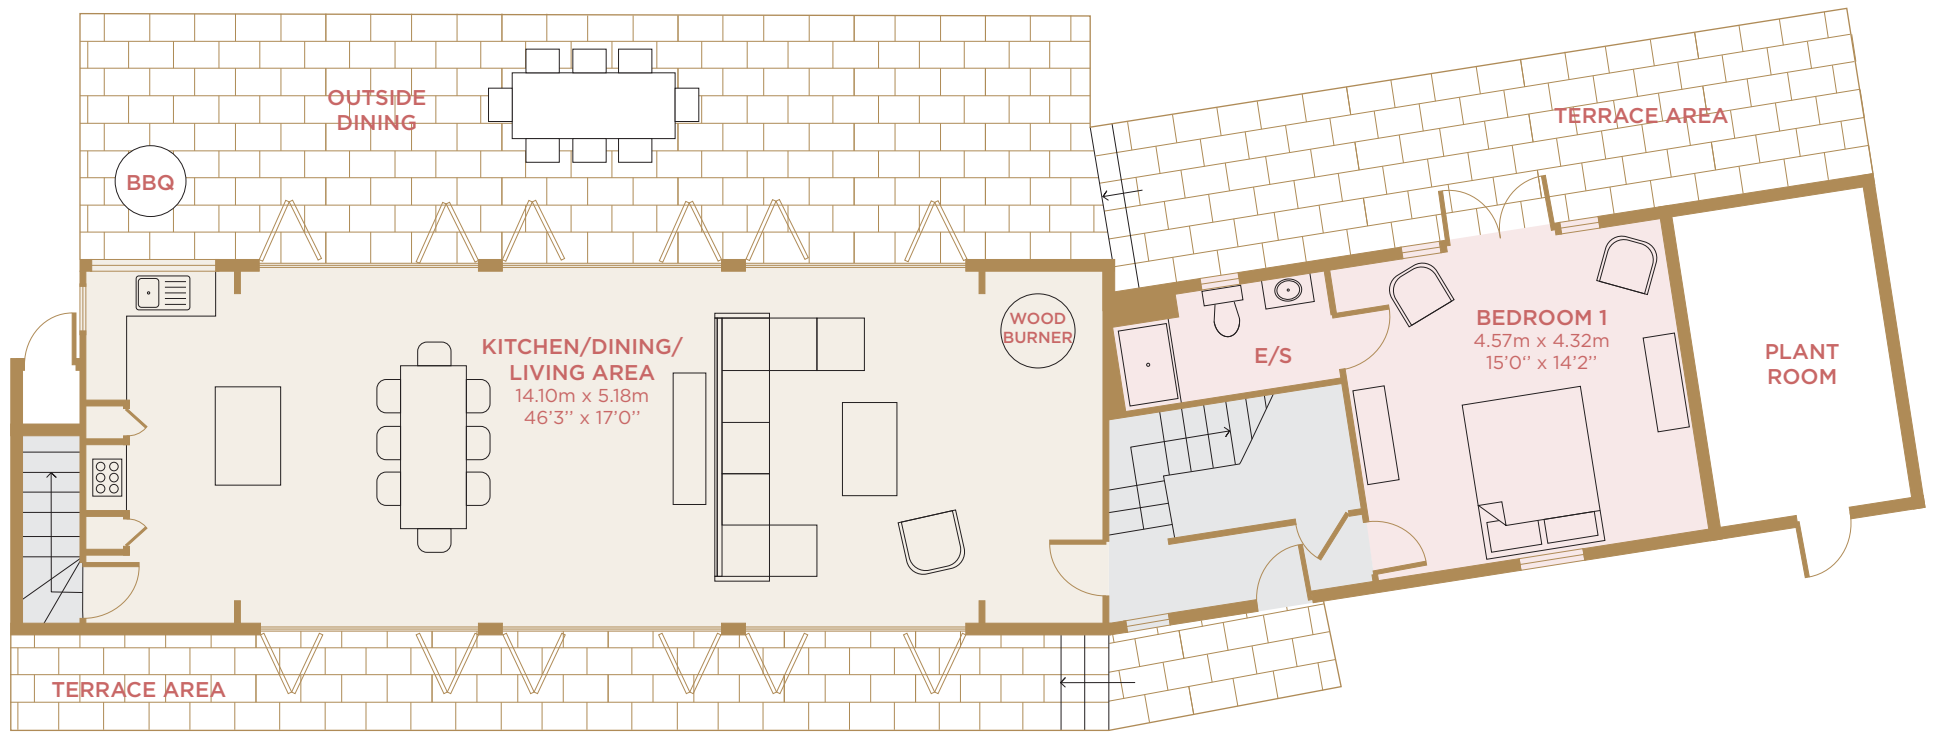 OUTSIDE
DINING
BBQ
TERRACE AREA
KITCHEN/DINING/
LIVING AREA
14.10m x 5.18m
46’3’’ x 17’0’’
WOOD
BURNER
E/S
BEDROOM 1
4.57m x 4.32m
15’0‘’ x 14’2’’
PLANT
ROOM
TERRACE AREA